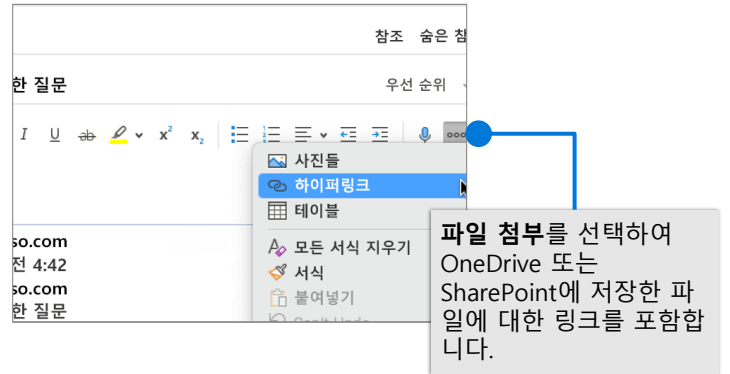 참조 숨은 참
한 질문 우선 순위
I U ab x² x₂
사진들
하이퍼링크
테이블
so.com
전 4:42
so.com
한 질문
모든 서식 지우기
서식
붙여넣기
파일 첨부를 선택하여
OneDrive 또는
SharePoint에 저장한 파
일에 대한 링크를 포함합
니다.